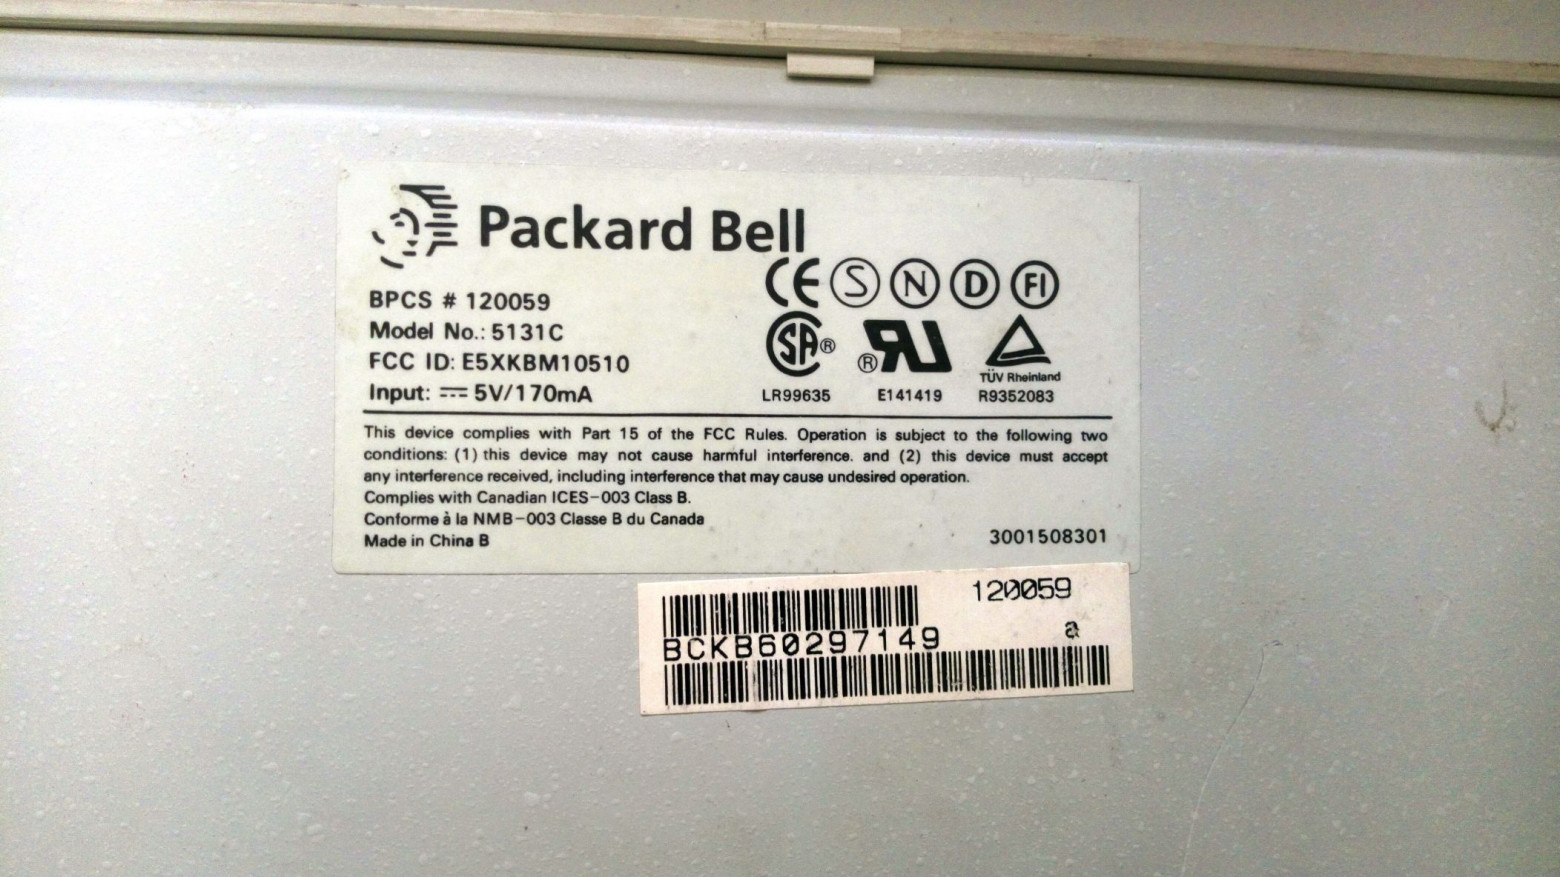 Packard Bell
CE S N D FI
BPCS # 120059
Model No.: 5131C
FCC ID: E5XKBM10510
Input: 5V/170mA
SA ® ® RU
TÜV Rheinland
LR99635 E141419 R9352083
This device complies with Part 15 of the FCC Rules. Operation is subject to the following two
conditions: (1) this device may not cause harmful interference. and (2) this device must accept
any interference received, including interference that may cause undesired operation.
Complies with Canadian ICES-003 Class B.
Conforme à la NMB-003 Classe B du Canada
Made in China B
3001508301
120059
BCKB60297149
a